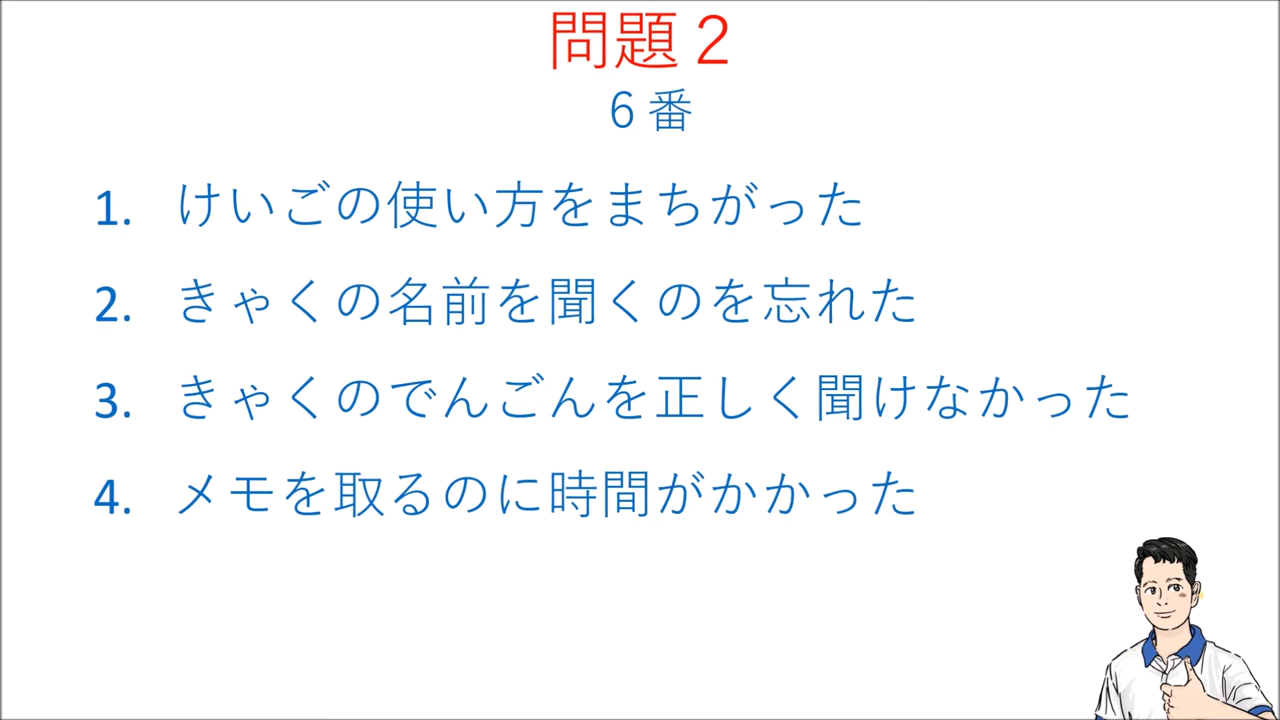 問題２
６番
1. けいごの使い方をまちがった
2. きゃくの名前を聞くのを忘れた
3. きゃくのでんごんを正しく聞けなかった
4. メモを取るのに時間がかかった